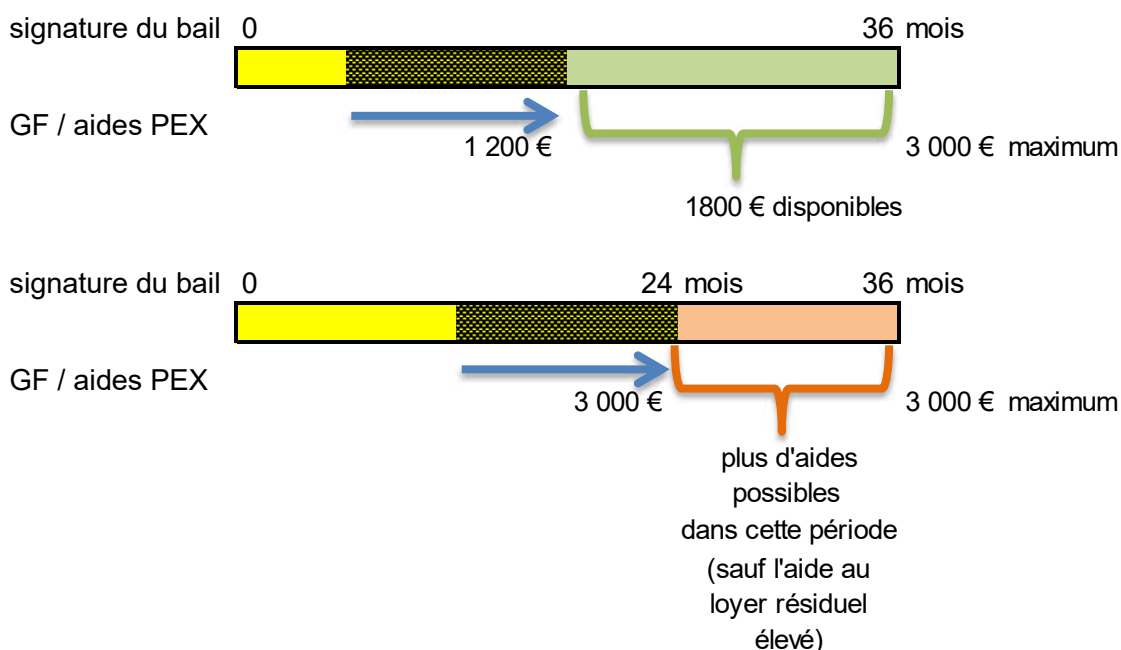 signature du bail 0 36 mois
GF / aides PEX
1 200 € 3 000 € maximum
1800 € disponibles
signature du bail 0 24 mois 36 mois
GF / aides PEX
3 000 € 3 000 € maximum
plus d'aides
possibles
dans cette période
(sauf l'aide au
loyer résiduel
élevé)